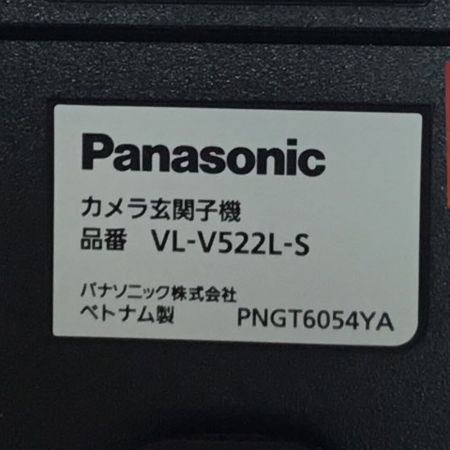 Panasonic
カメラ玄関子機
品番 VL-V522L-S
パナソニック株式会社
ベトナム製 PNGT6054YA